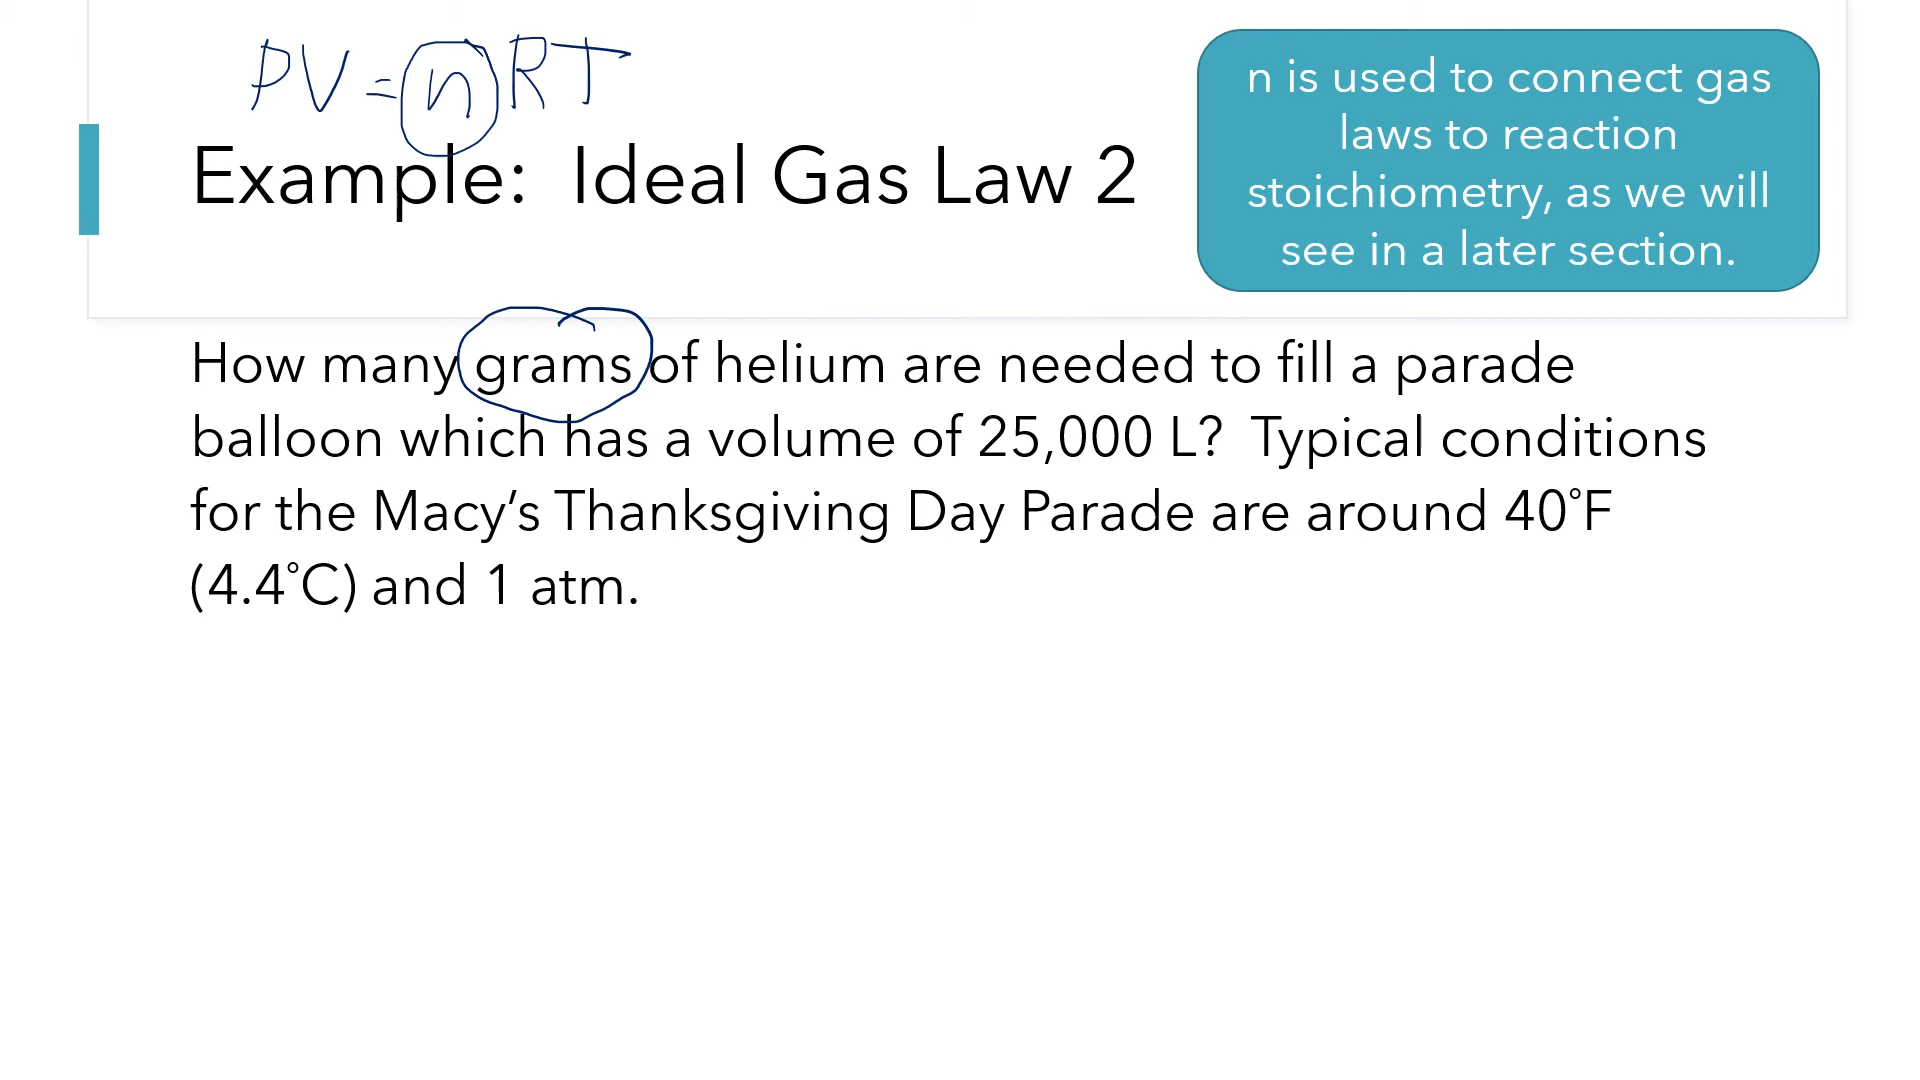 PV = nRT
Example: Ideal Gas Law 2
n is used to connect gas
laws to reaction
stoichiometry, as we will
see in a later section.
How many grams of helium are needed to fill a parade
balloon which has a volume of 25,000 L? Typical conditions
for the Macy’s Thanksgiving Day Parade are around 40°F
(4.4°C) and 1 atm.